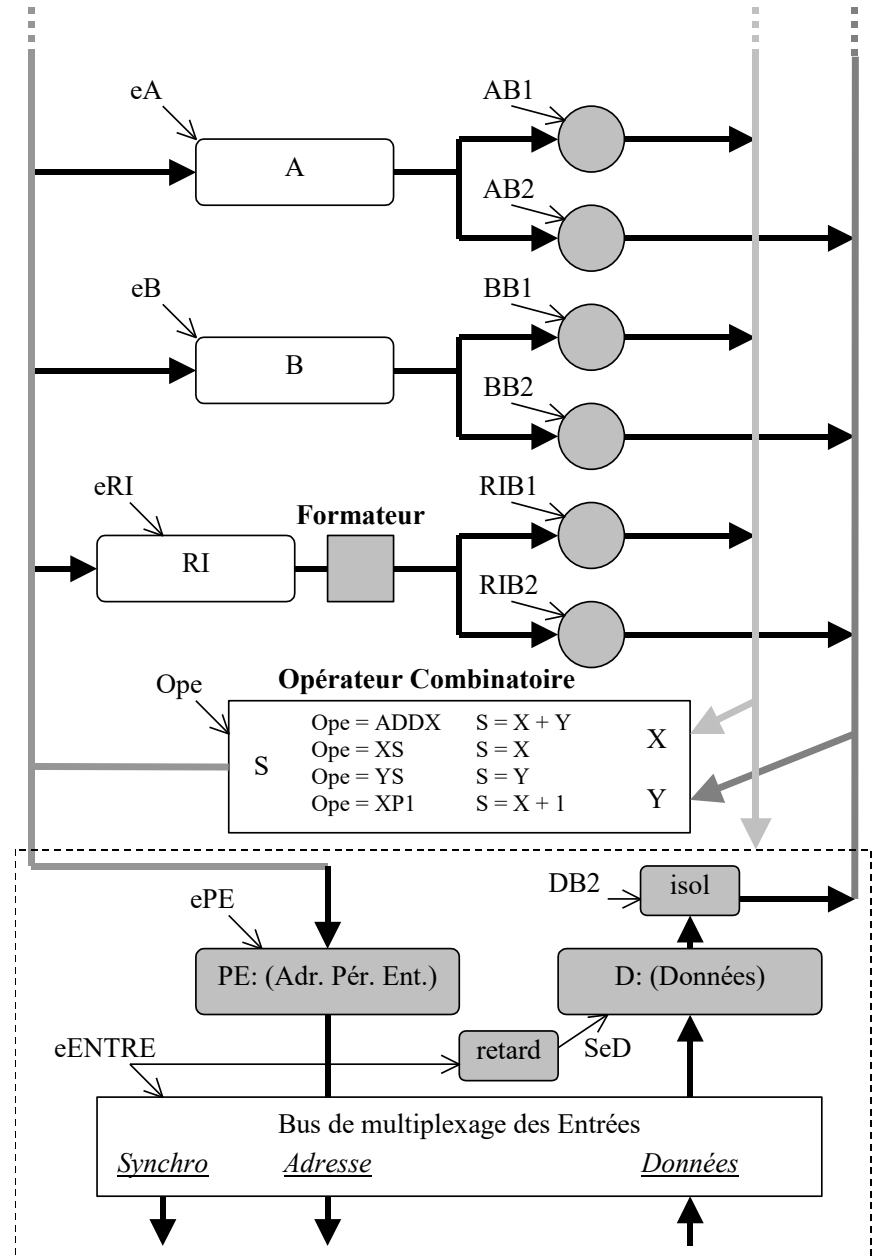 eA
AB1
A
AB2
eB
BB1
B
BB2
eRI
RIB1
Formateur
RI
RIB2
Opérateur Combinatoire
Ope
Ope = ADDX S = X + Y
Ope = XS S = X
Ope = YS S = Y
Ope = XP1 S = X + 1
S
X
Y
DB2
isol
ePE
PE: (Adr. Pér. Ent.)
D: (Données)
eENTRE
retard
SeD
Bus de multiplexage des Entrées
Synchro Adresse Données